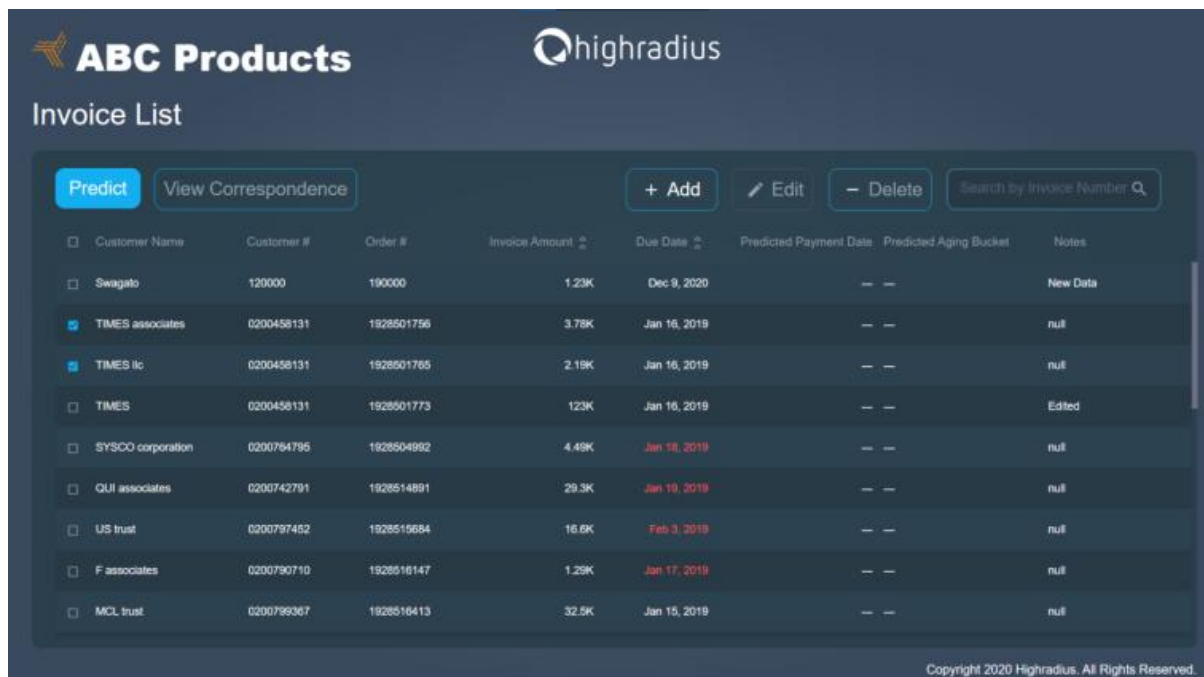 ABC Products highradius
Invoice List
Predict View Correspondence + Add Edit − Delete Search by Invoice Number
Customer Name Customer # Order # Invoice Amount Due Date Predicted Payment Date Predicted Aging Bucket Notes
Swagato 120000 190000 1.23K Dec 9, 2020 — — New Data
TIMES associates 0200458131 1928501756 3.78K Jan 16, 2019 — — null
TIMES llc 0200458131 1928501765 2.19K Jan 16, 2019 — — null
TIMES 0200458131 1928501773 123K Jan 16, 2019 — — Edited
SYSCO corporation 0200764795 1928504992 4.49K Jan 18, 2019 — — null
QUI associates 0200742791 1928514891 29.3K Jan 19, 2019 — — null
US trust 0200797452 1928515684 16.6K Feb 3, 2019 — — null
F associates 0200790710 1928516147 1.29K Jan 17, 2019 — — null
MCL trust 0200799367 1928516413 32.5K Jan 15, 2019 — — null
Copyright 2020 Highradius. All Rights Reserved.